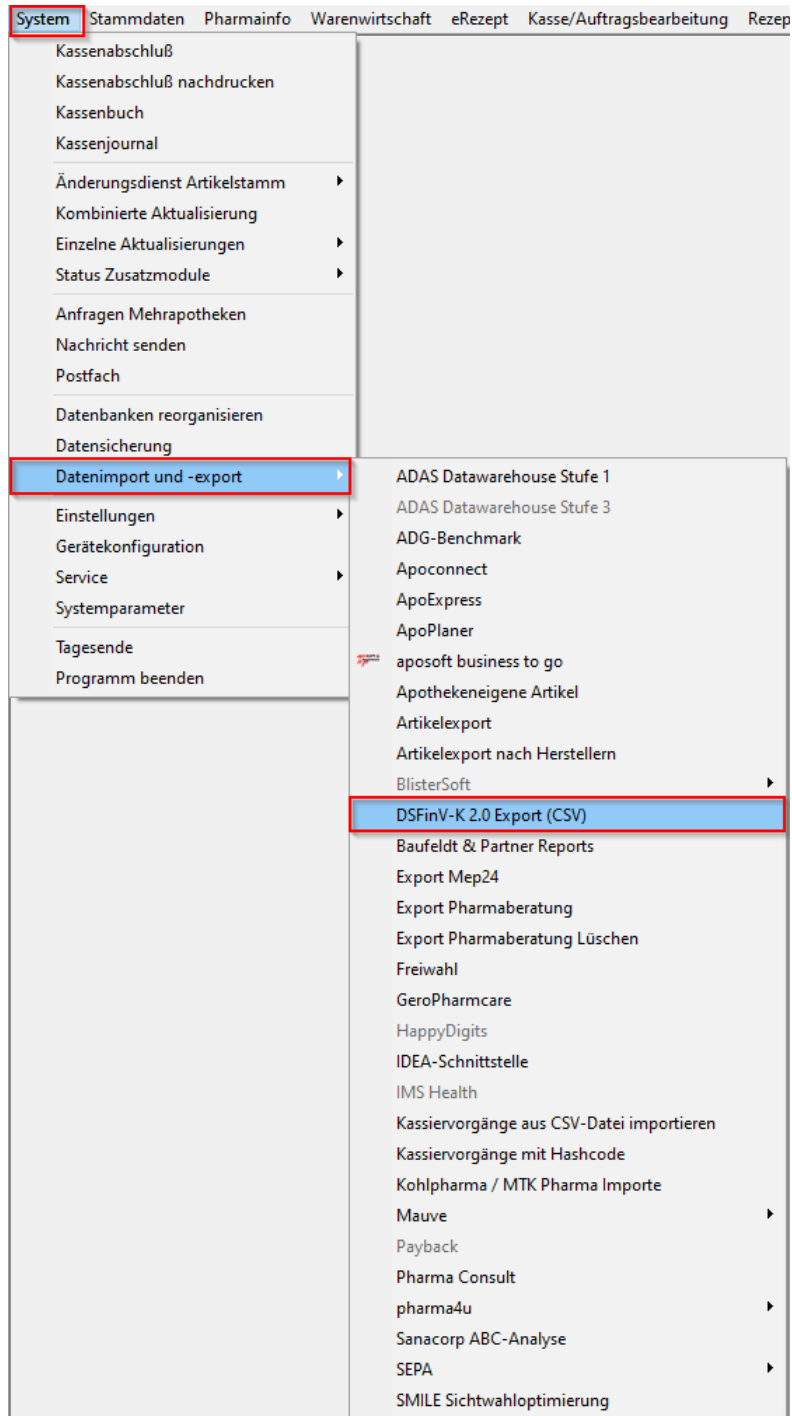 System Stammdaten Pharmainfo Warenwirtschaft eRezept Kasse/Auftragsbearbeitung Rezep
Kassenabschluß
Kassenabschluß nachdrucken
Kassenbuch
Kassenjournal
Änderungsdienst Artikelstamm
Kombinierte Aktualisierung
Einzelne Aktualisierungen
Status Zusatzmodule
Anfragen Mehrapotheken
Nachricht senden
Postfach
Datenbanken reorganisieren
Datensicherung
Datenimport und -export
Einstellungen
Gerätekonfiguration
Service
Systemparameter
Tagesende
Programm beenden
ADAS Datawarehouse Stufe 1
ADAS Datawarehouse Stufe 3
ADG-Benchmark
Apoconnect
ApoExpress
ApoPlaner
aposoft business to go
Apothekeneigene Artikel
Artikelexport
Artikelexport nach Herstellern
BlisterSoft
DSFinV-K 2.0 Export (CSV)
Baufeldt & Partner Reports
Export Mep24
Export Pharmaberatung
Export Pharmaberatung Lüschen
Freiwahl
GeroPharmcare
HappyDigits
IDEA-Schnittstelle
IMS Health
Kassiervorgänge aus CSV-Datei importieren
Kassiervorgänge mit Hashcode
Kohlpharma / MTK Pharma Importe
Mauve
Payback
Pharma Consult
pharma4u
Sanacorp ABC-Analyse
SEPA
SMILE Sichtwahloptimierung